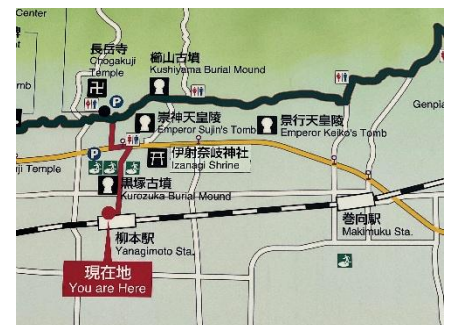 Center
長岳寺
Chogakuji
Temple
櫛山古墳
Kushiyama Burial Mound
P
崇神天皇陵
Emperor Sujin's Tomb
景行天皇陵
Emperor Keiko's Tomb
P
伊射奈岐神社
Izanagi Shrine
黒塚古墳
Kurozuka Burial Mound
柳本駅
Yanagimoto Sta.
巻向駅
Makimuku Sta.
現在地
You are Here